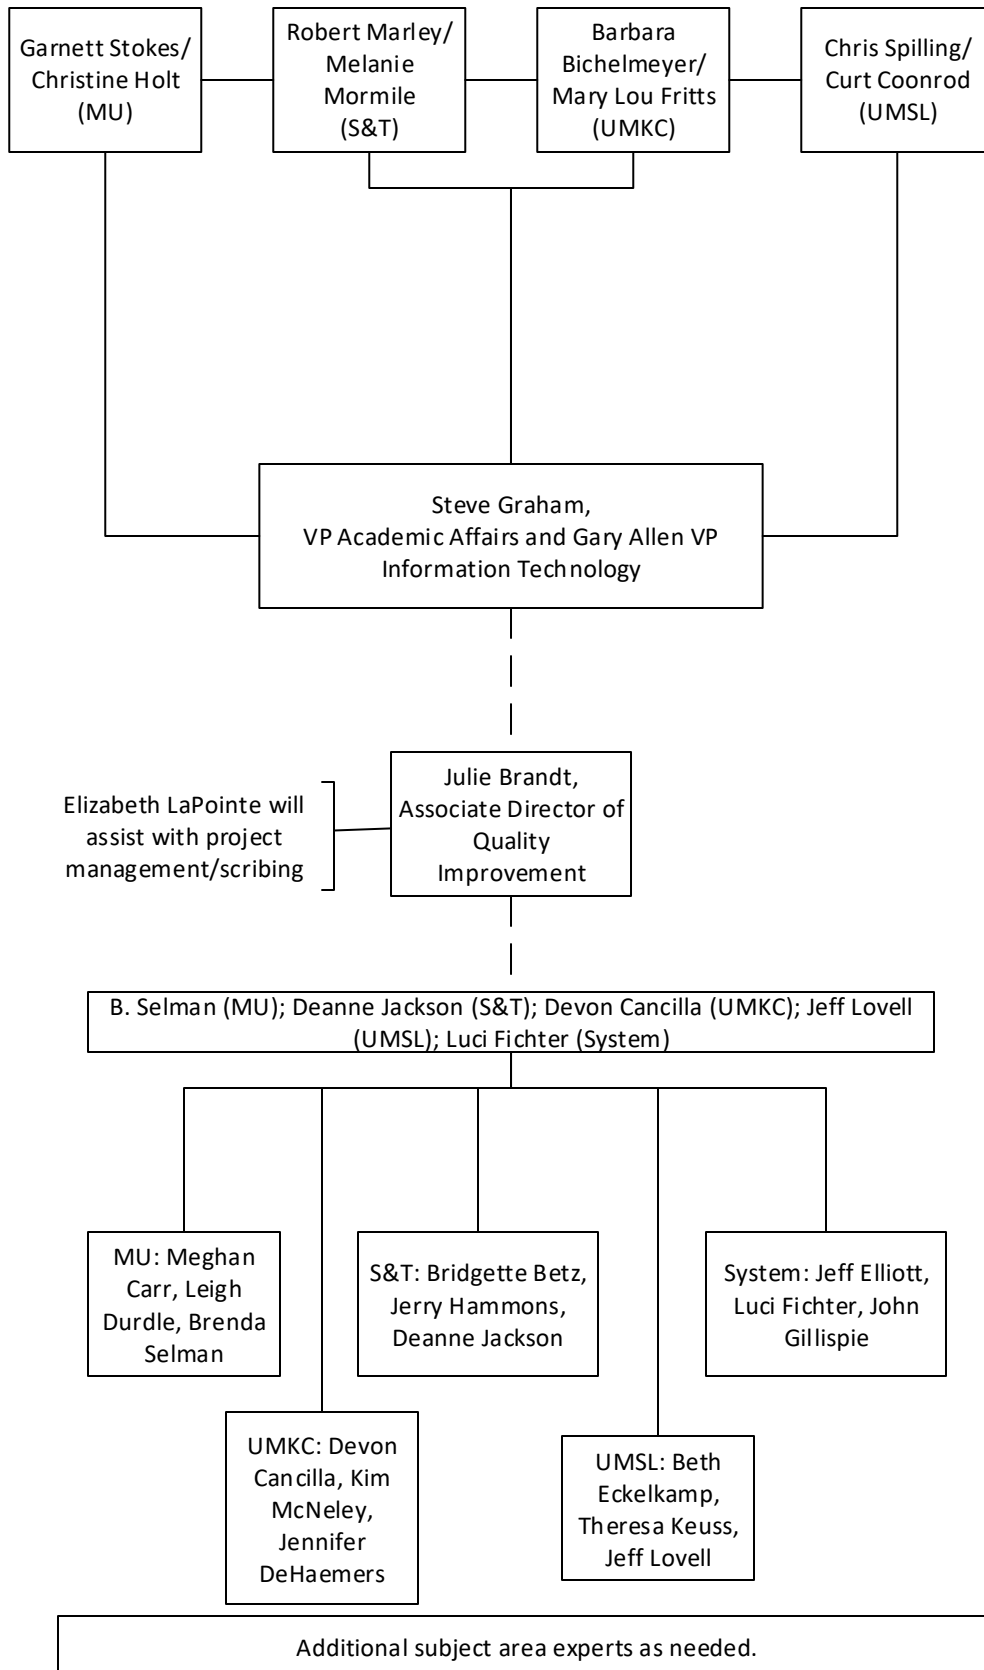 Garnett Stokes/
Christine Holt
(MU)
Robert Marley/
Melanie
Mormile
(S&T)
Barbara
Bichelmeyer/
Mary Lou Fritts
(UMKC)
Chris Spilling/
Curt Coonrod
(UMSL)
Steve Graham,
VP Academic Affairs and Gary Allen VP
Information Technology
Julie Brandt,
Associate Director of
Quality
Improvement
Elizabeth LaPointe will
assist with project
management/scribing
B. Selman (MU); Deanne Jackson (S&T); Devon Cancilla (UMKC); Jeff Lovell
(UMSL); Luci Fichter (System)
MU: Meghan
Carr, Leigh
Durdle, Brenda
Selman
S&T: Bridgette Betz,
Jerry Hammons,
Deanne Jackson
System: Jeff Elliott,
Luci Fichter, John
Gillispie
UMKC: Devon
Cancilla, Kim
McNeley,
Jennifer
DeHaemers
UMSL: Beth
Eckelkamp,
Theresa Keuss,
Jeff Lovell
Additional subject area experts as needed.